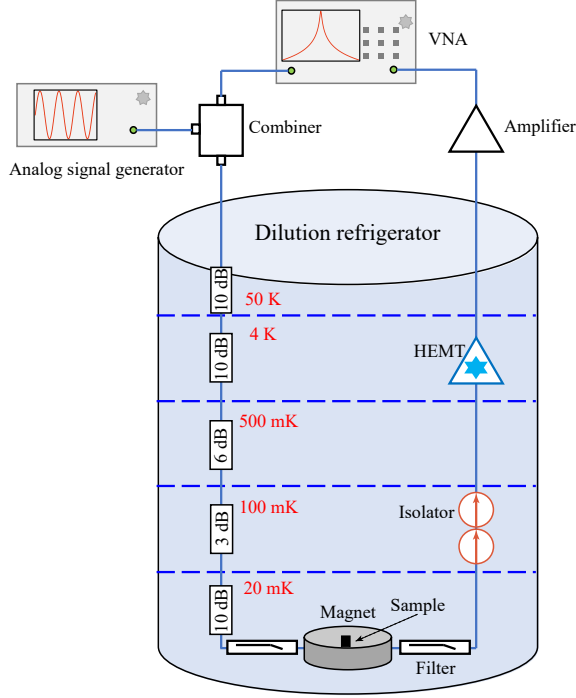 VNA
Combiner
Amplifier
Analog signal generator
Dilution refrigerator
10 dB
50 K
4 K
10 dB
HEMT
500 mK
6 dB
100 mK
3 dB
Isolator
20 mK
10 dB
Magnet
Sample
Filter